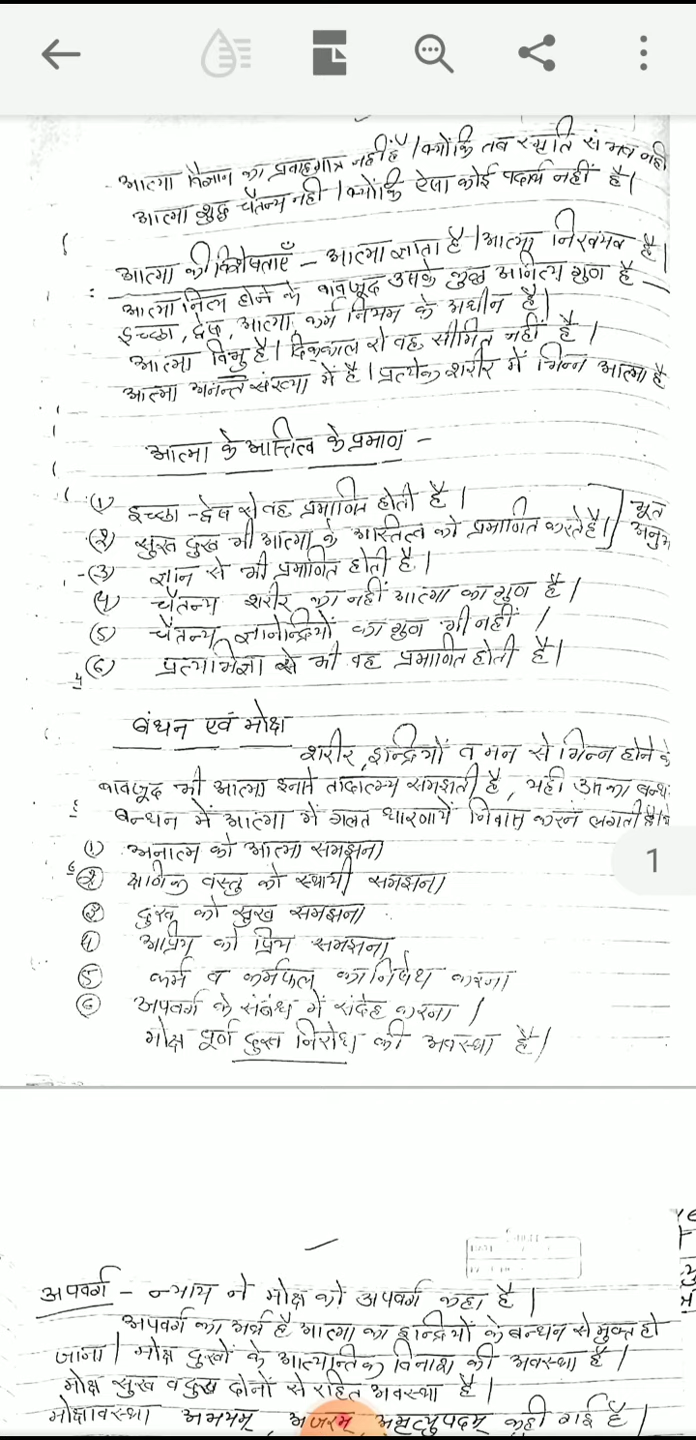 आत्मा विज्ञान का प्रवाहमात्र नहीं है। क्योंकि तब स्मृति संभव नहीं
आत्मा शुद्ध चैतन्य नहीं। क्योंकि ऐसा कोई पदार्थ नहीं है।
आत्मा की विशेषताएँ – आत्मा ज्ञाता है। आत्मा निरवयव है।
आत्मा नित्य होने के बावजूद उसके कुछ अनित्य गुण है –
इच्छा, द्वेष, आत्मा, कर्म नियम के अधीन है।
आत्मा विभु है। दिक्काल से वह सीमित नहीं है।
आत्मा अनन्त संख्या में है। प्रत्येक शरीर में भिन्न आत्मा है
आत्मा के अस्तित्व के प्रमाण –
(1) इच्छा - द्वेष से वह प्रमाणित होती है।
(2) सुख दुख भी आत्मा के अस्तित्व को प्रमाणित करते है।
(3) ज्ञान से भी प्रमाणित होती है।
(4) चैतन्य शरीर का नहीं आत्मा का गुण है।
(5) चैतन्य ज्ञानेन्द्रियों का गुण भी नहीं।
(6) प्रत्यभिज्ञा से भी वह प्रमाणित होती है।
बंधन एवं मोक्ष
शरीर, इन्द्रियों व मन से भिन्न होने के
बावजूद भी आत्मा इनसे तादात्म्य समझती है, यही उसका बन्ध
बन्धन में आत्मा में गलत धारणायें निवास करने लगती है।
(1) अनात्म को आत्मा समझना
(2) क्षणिक वस्तु को स्थायी समझना
(3) दुःख को सुख समझना
(4) अप्रिय को प्रिय समझना
(5) कर्म व कर्मफल का निषेध करना
(6) अपवर्ग के संबंध में संदेह करना।
मोक्ष पूर्ण दुख निरोध की अवस्था है।
1
अपवर्ग – न्याय ने मोक्ष को अपवर्ग कहा है।
अपवर्ग का अर्थ है आत्मा का इन्द्रियों के बन्धन से मुक्त हो
जाना। मोक्ष दुःखों के आत्यान्तिक विनाश की अवस्था है।
मोक्ष सुख व दुख दोनों से रहित अवस्था है।
मोक्षावस्था अभयम्, अजरम्, अमृत्युपदम् कही गई है।